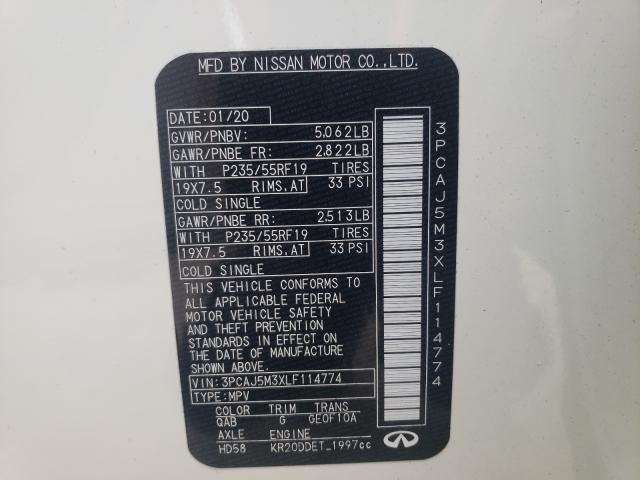 MFD BY NISSAN MOTOR CO.,LTD.
DATE:01/20
GVWR/PNBV: 5,062LB
GAWR/PNBE FR: 2,822LB
WITH P235/55RF19 TIRES
19X7.5 RIMS.AT 33 PSI
COLD SINGLE
GAWR/PNBE RR: 2,513LB
WITH P235/55RF19 TIRES
19X7.5 RIMS.AT 33 PSI
COLD SINGLE
THIS VEHICLE CONFORMS TO
ALL APPLICABLE FEDERAL
MOTOR VEHICLE SAFETY
AND THEFT PREVENTION
STANDARDS IN EFFECT ON
THE DATE OF MANUFACTURE
SHOWN ABOVE.
VIN:3PCAJ5M3XLF114774
TYPE:MPV
COLOR TRIM TRANS
QAB G GE0F10A
AXLE ENGINE
HD58 KR20DDET_1997cc
3PCAJ5M3XLF114774